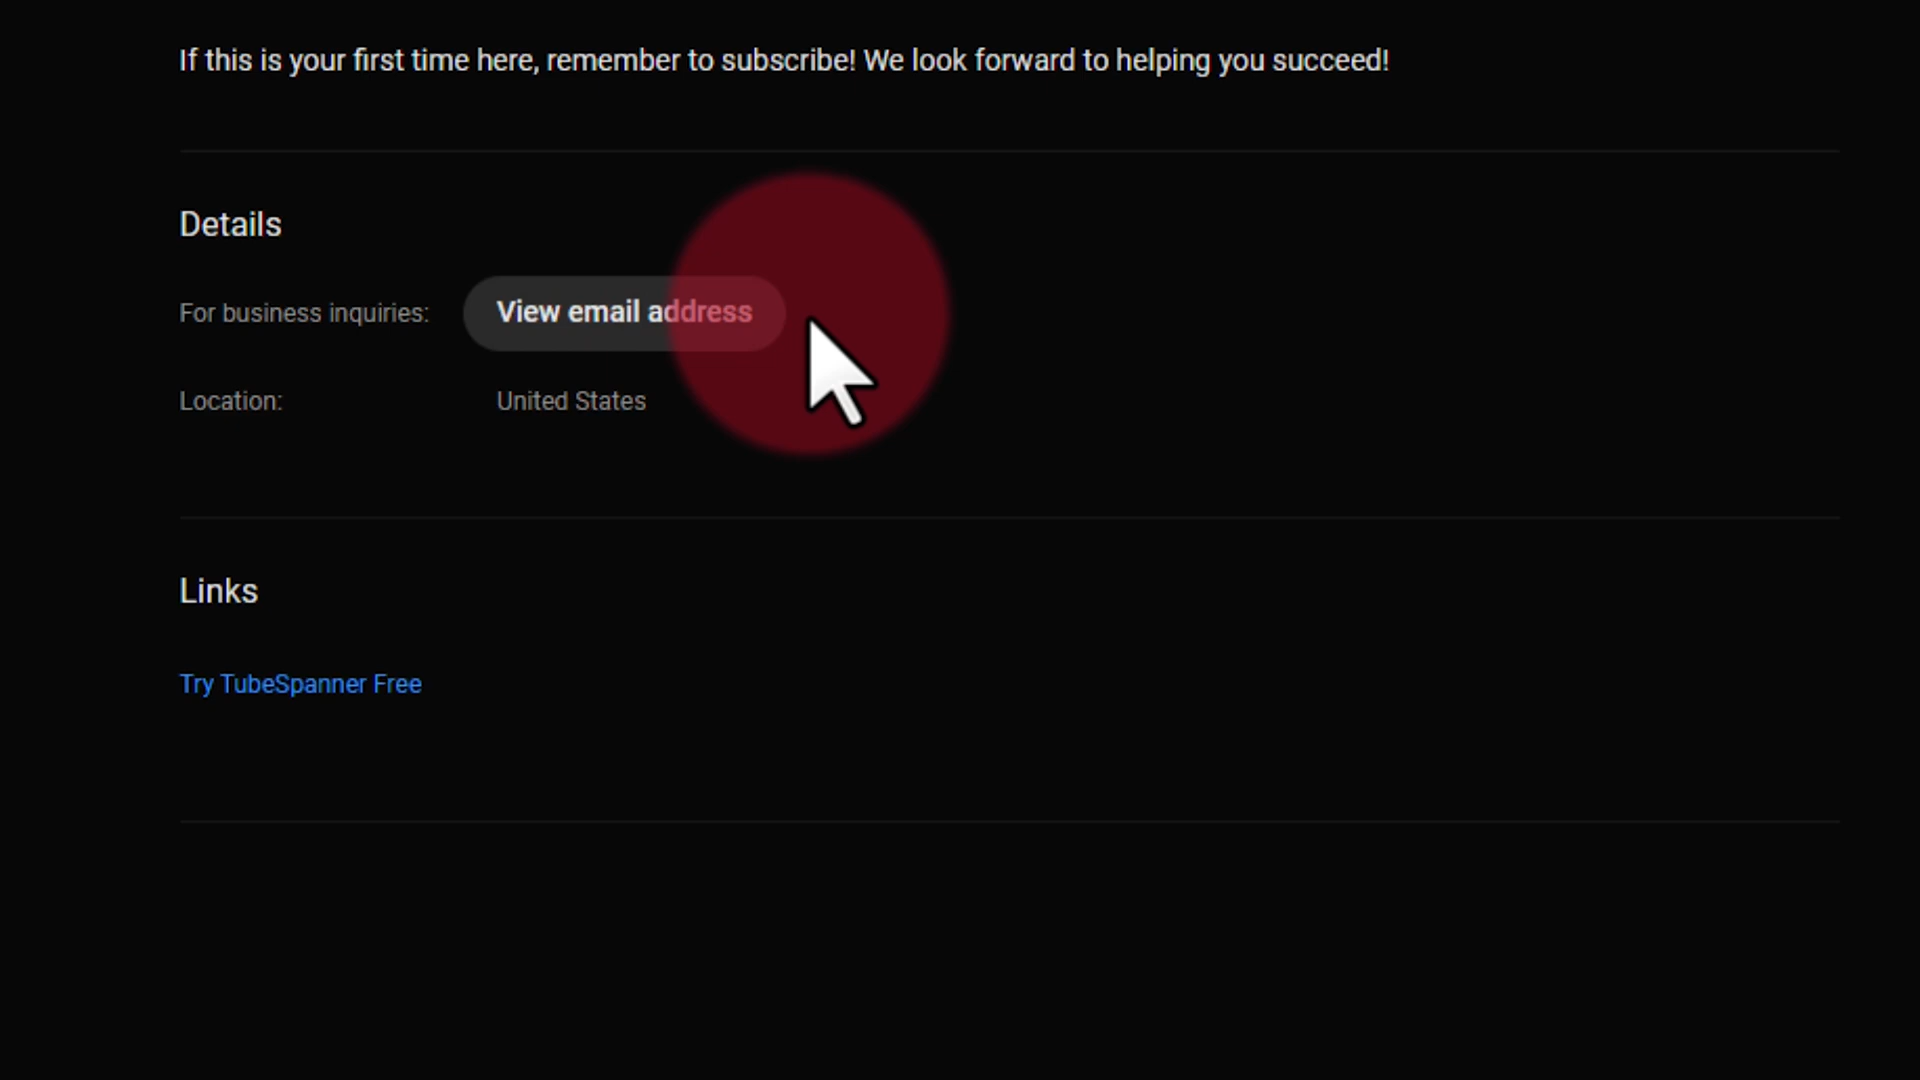 If this is your first time here, remember to subscribe! We look forward to helping you succeed!
Details
For business inquiries: View email address
Location: United States
Links
Try TubeSpanner Free